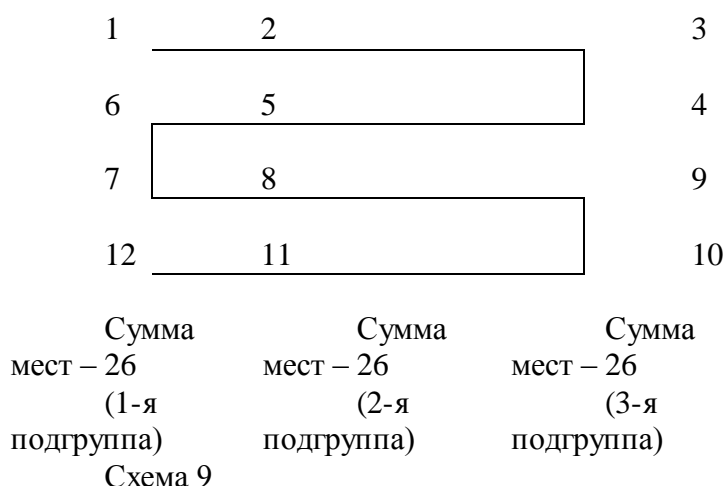 1 2 3
6 5 4
7 8 9
12 11 10
Сумма Сумма Сумма
мест – 26 мест – 26 мест – 26
(1-я (2-я (3-я
подгруппа) подгруппа) подгруппа)
Схема 9